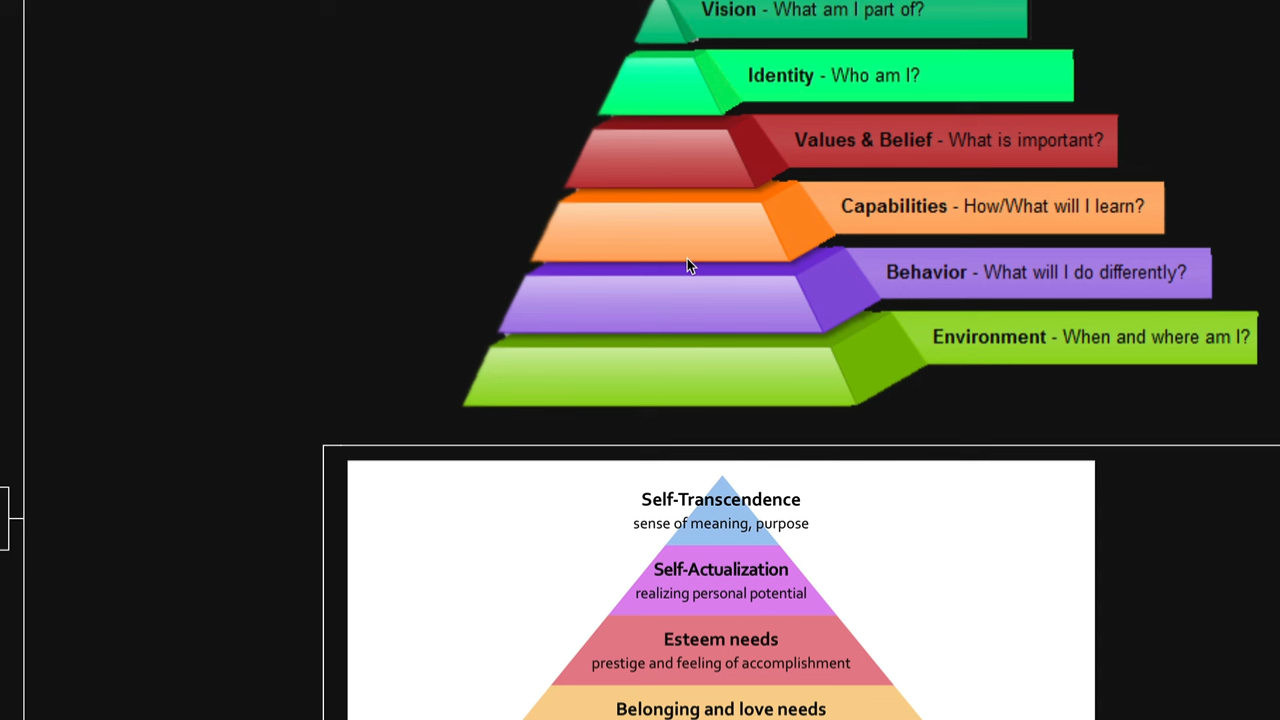 Vision - What am I part of?
Identity - Who am I?
Values & Belief - What is important?
Capabilities - How/What will I learn?
Behavior - What will I do differently?
Environment - When and where am I?
Self-Transcendence
sense of meaning, purpose
Self-Actualization
realizing personal potential
Esteem needs
prestige and feeling of accomplishment
Belonging and love needs